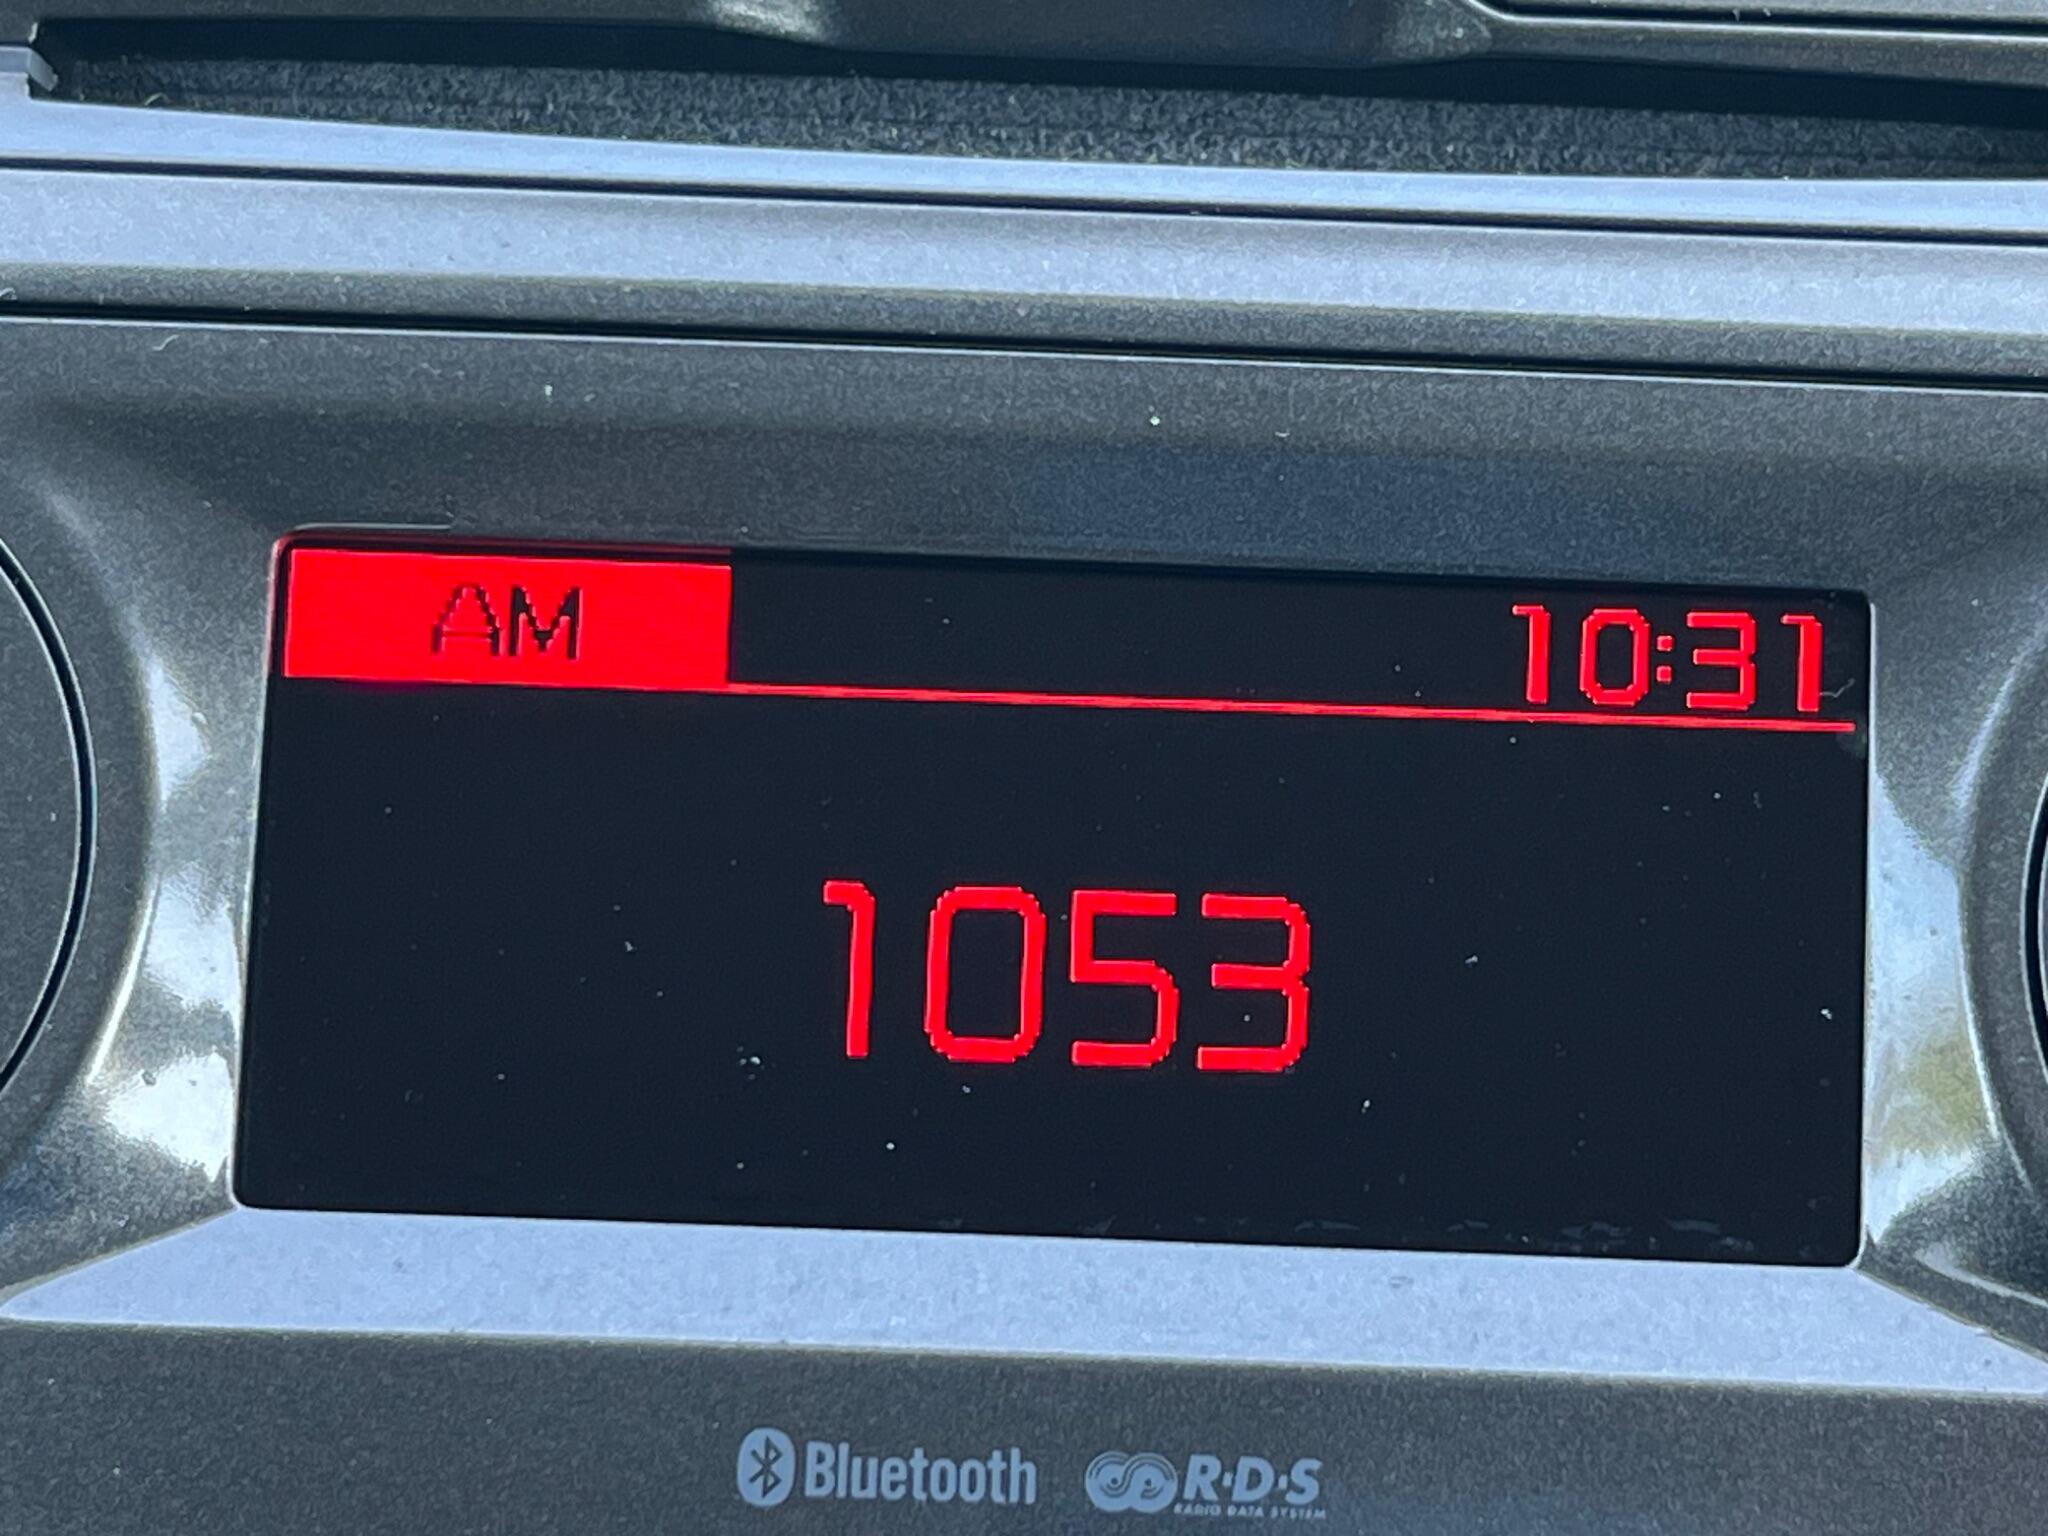 AM 10:31
1053
Bluetooth R·D·S
RADIO DATA SYSTEM